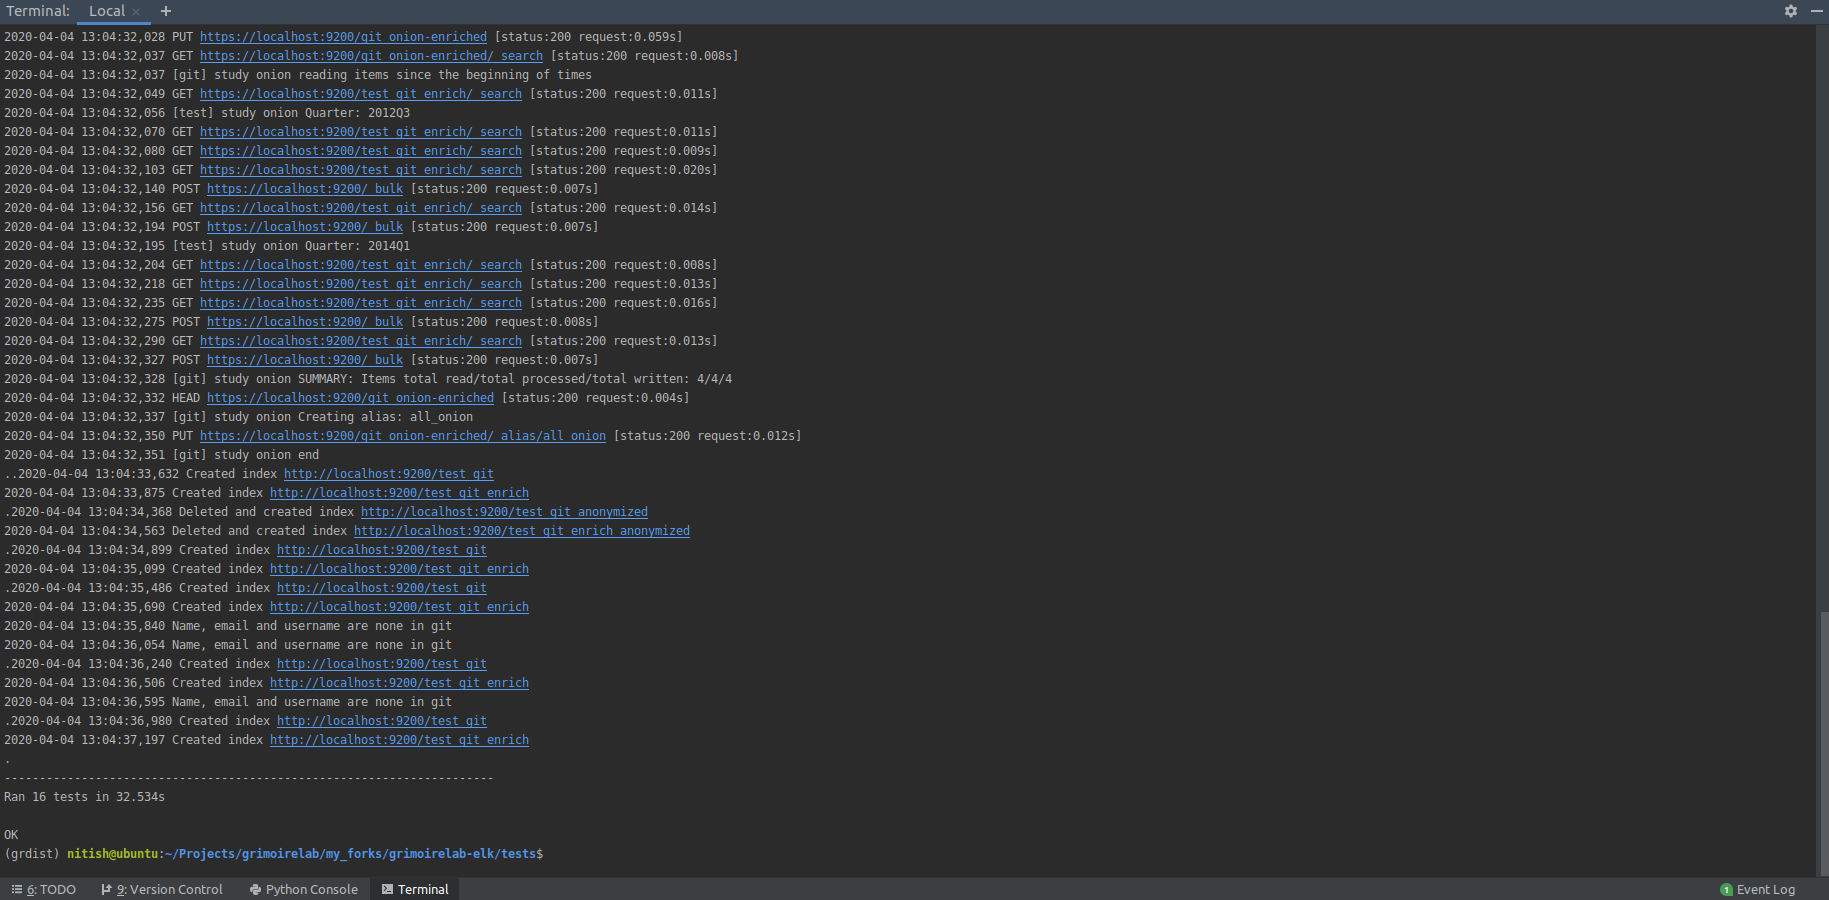 Terminal: Local × +
2020-04-04 13:04:32,028 PUT https://localhost:9200/git_onion-enriched [status:200 request:0.059s]
2020-04-04 13:04:32,037 GET https://localhost:9200/git_onion-enriched/_search [status:200 request:0.008s]
2020-04-04 13:04:32,037 [git] study onion reading items since the beginning of times
2020-04-04 13:04:32,049 GET https://localhost:9200/test_git_enrich/_search [status:200 request:0.011s]
2020-04-04 13:04:32,056 [test] study onion Quarter: 2012Q3
2020-04-04 13:04:32,070 GET https://localhost:9200/test_git_enrich/_search [status:200 request:0.011s]
2020-04-04 13:04:32,080 GET https://localhost:9200/test_git_enrich/_search [status:200 request:0.009s]
2020-04-04 13:04:32,103 GET https://localhost:9200/test_git_enrich/_search [status:200 request:0.020s]
2020-04-04 13:04:32,140 POST https://localhost:9200/_bulk [status:200 request:0.007s]
2020-04-04 13:04:32,156 GET https://localhost:9200/test_git_enrich/_search [status:200 request:0.014s]
2020-04-04 13:04:32,194 POST https://localhost:9200/_bulk [status:200 request:0.007s]
2020-04-04 13:04:32,195 [test] study onion Quarter: 2014Q1
2020-04-04 13:04:32,204 GET https://localhost:9200/test_git_enrich/_search [status:200 request:0.008s]
2020-04-04 13:04:32,218 GET https://localhost:9200/test_git_enrich/_search [status:200 request:0.013s]
2020-04-04 13:04:32,235 GET https://localhost:9200/test_git_enrich/_search [status:200 request:0.016s]
2020-04-04 13:04:32,275 POST https://localhost:9200/_bulk [status:200 request:0.008s]
2020-04-04 13:04:32,290 GET https://localhost:9200/test_git_enrich/_search [status:200 request:0.013s]
2020-04-04 13:04:32,327 POST https://localhost:9200/_bulk [status:200 request:0.007s]
2020-04-04 13:04:32,328 [git] study onion SUMMARY: Items total read/total processed/total written: 4/4/4
2020-04-04 13:04:32,332 HEAD https://localhost:9200/git_onion-enriched [status:200 request:0.004s]
2020-04-04 13:04:32,337 [git] study onion Creating alias: all_onion
2020-04-04 13:04:32,350 PUT https://localhost:9200/git_onion-enriched/_alias/all_onion [status:200 request:0.012s]
2020-04-04 13:04:32,351 [git] study onion end
..2020-04-04 13:04:33,632 Created index http://localhost:9200/test_git
2020-04-04 13:04:33,875 Created index http://localhost:9200/test_git_enrich
.2020-04-04 13:04:34,368 Deleted and created index http://localhost:9200/test_git_anonymized
2020-04-04 13:04:34,563 Deleted and created index http://localhost:9200/test_git_enrich_anonymized
.2020-04-04 13:04:34,899 Created index http://localhost:9200/test_git
2020-04-04 13:04:35,099 Created index http://localhost:9200/test_git_enrich
.2020-04-04 13:04:35,486 Created index http://localhost:9200/test_git
2020-04-04 13:04:35,690 Created index http://localhost:9200/test_git_enrich
2020-04-04 13:04:35,840 Name, email and username are none in git
2020-04-04 13:04:36,054 Name, email and username are none in git
.2020-04-04 13:04:36,240 Created index http://localhost:9200/test_git
2020-04-04 13:04:36,506 Created index http://localhost:9200/test_git_enrich
2020-04-04 13:04:36,595 Name, email and username are none in git
.2020-04-04 13:04:36,980 Created index http://localhost:9200/test_git
2020-04-04 13:04:37,197 Created index http://localhost:9200/test_git_enrich
.
----------------------------------------------------------------------
Ran 16 tests in 32.534s
OK
(grdist) nitish@ubuntu:~/Projects/grimoirelab/my_forks/grimoirelab-elk/tests$
6: TODO 9: Version Control Python Console Terminal 1 Event Log